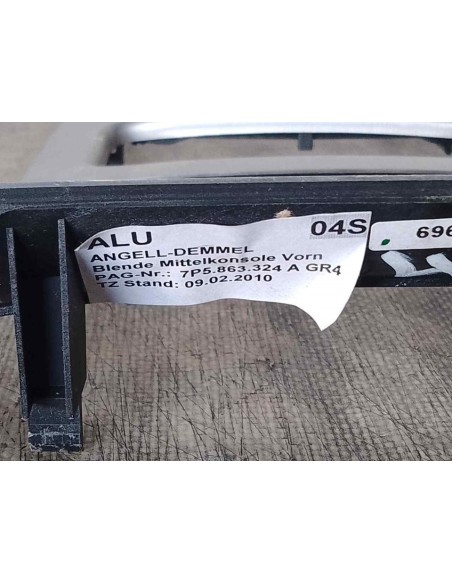 ALU 04S
ANGELL-DEMMEL
Blende Mittelkonsole Vorn
PAG-Nr.: 7P5.863.324 A GR4
TZ Stand: 09.02.2010
696